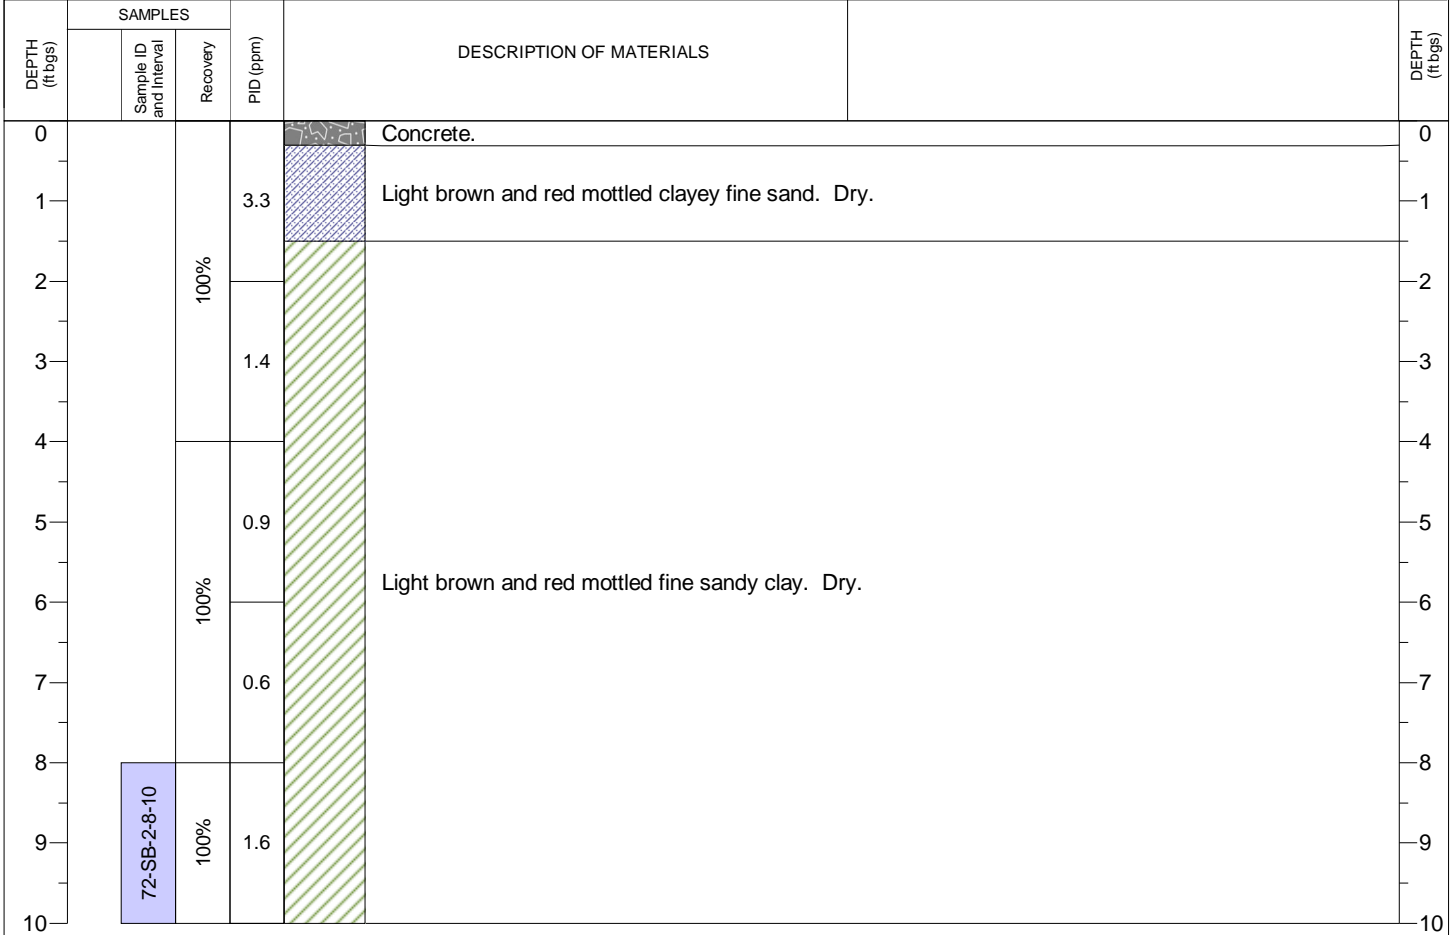 SAMPLES
DEPTH
(ft bgs)
Sample ID
and Interval
Recovery
PID (ppm)
DESCRIPTION OF MATERIALS
DEPTH
(ft bgs)
0
Concrete.
0
1
3.3
Light brown and red mottled clayey fine sand.  Dry.
1
2
100%
2
3
1.4
3
4
4
5
0.9
5
Light brown and red mottled fine sandy clay.  Dry.
6
100%
6
7
0.6
7
8
8
72-SB-2-8-10
9
100%
1.6
9
10
10